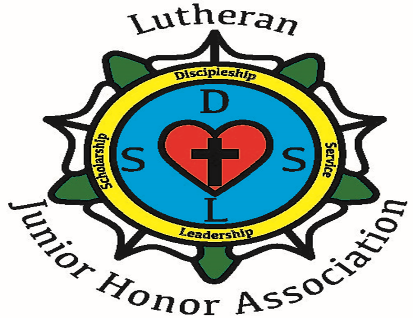 Lutheran
Discipleship
Scholarship
Service
Leadership
D
S S
L
Junior Honor Association